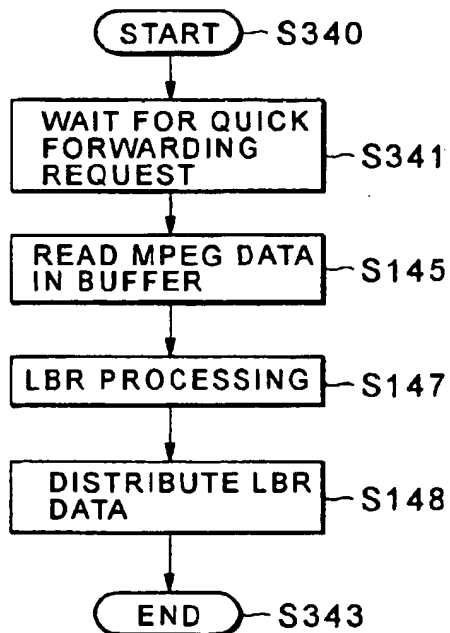 START S340
WAIT FOR QUICK
FORWARDING
REQUEST S341
READ MPEG DATA
IN BUFFER S145
LBR PROCESSING S147
DISTRIBUTE LBR
DATA S148
END S343